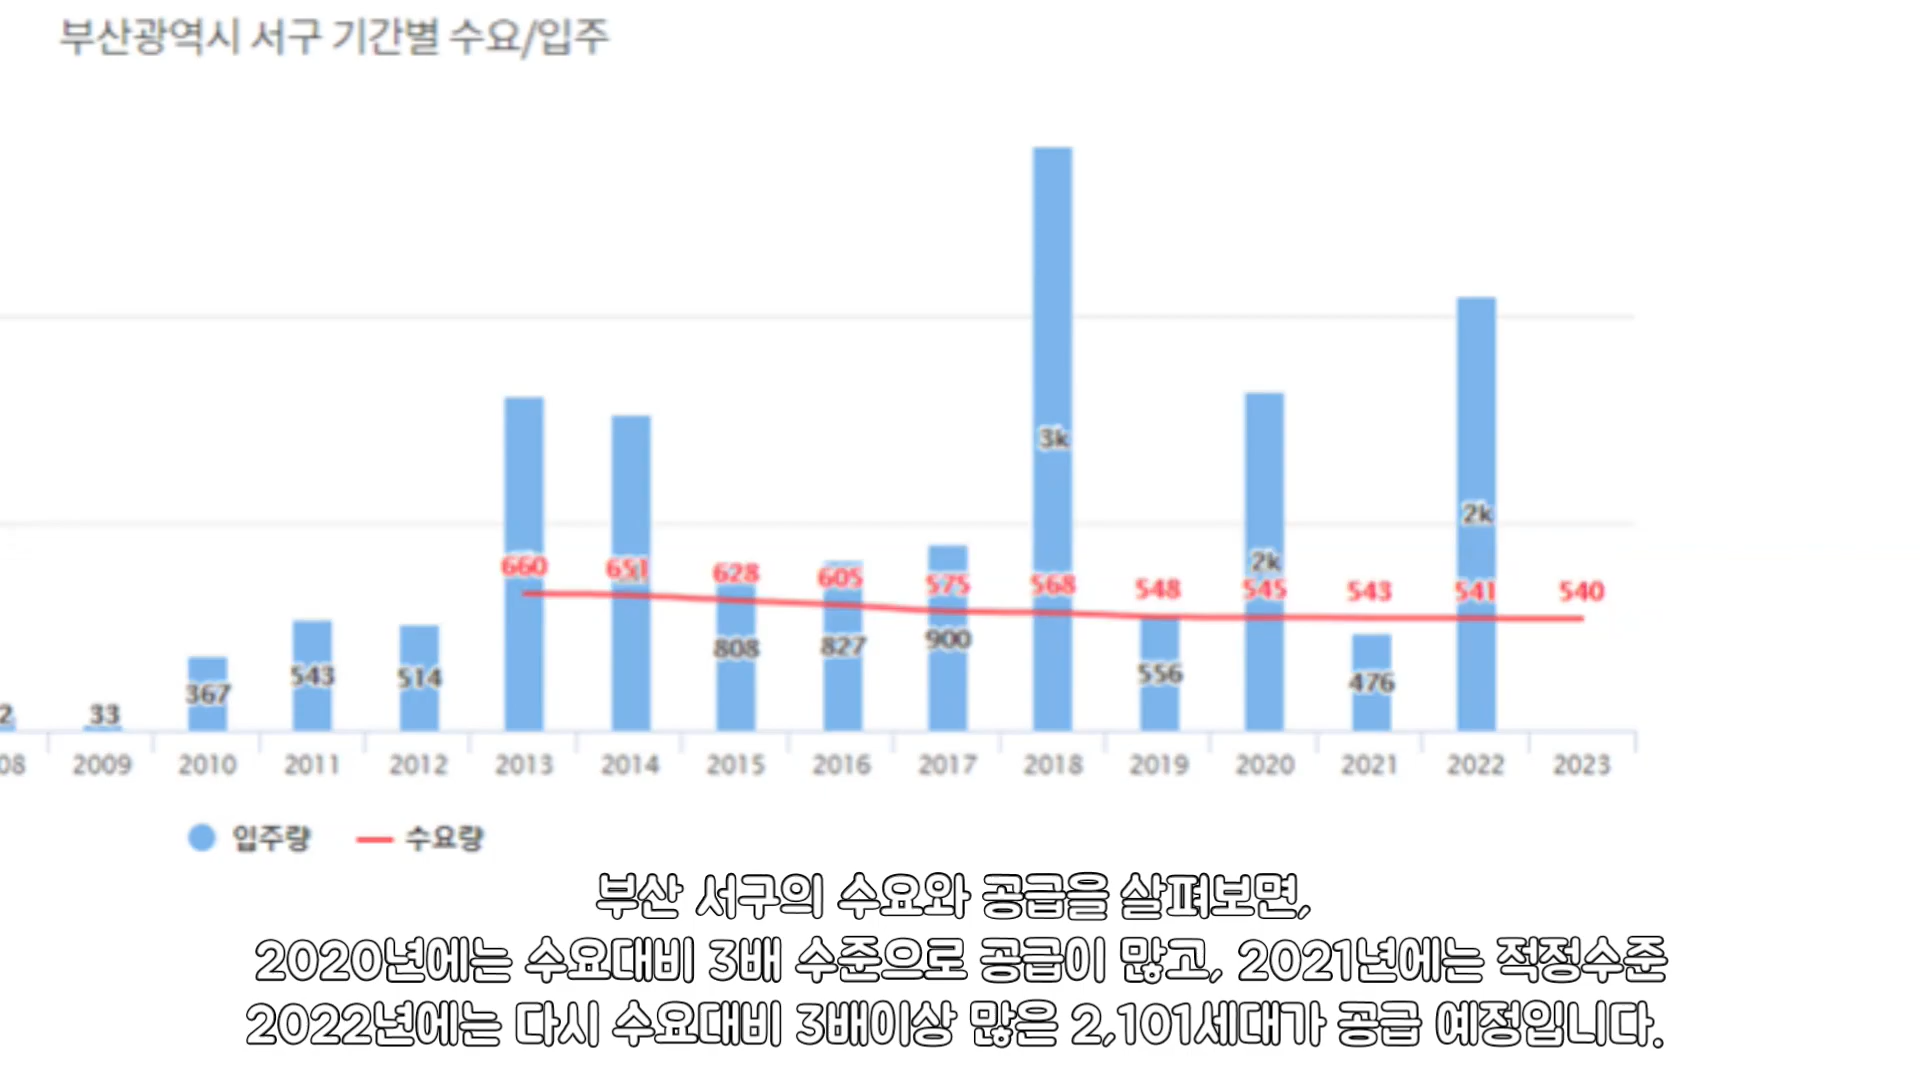 부산광역시 서구 기간별 수요/입주
3k
2k
2k
660
628
605
575
568
548
545
543
541
540
808
827
900
556
476
367
543
514
2
33
08 2009 2010 2011 2012 2013 2014 2015 2016 2017 2018 2019 2020 2021 2022 2023
입주량 수요량
부산 서구의 수요와 공급을 살펴보면,
2020년에는 수요대비 3배 수준으로 공급이 많고, 2021년에는 적정수준
2022년에는 다시 수요대비 3배이상 많은 2,101세대가 공급 예정입니다.